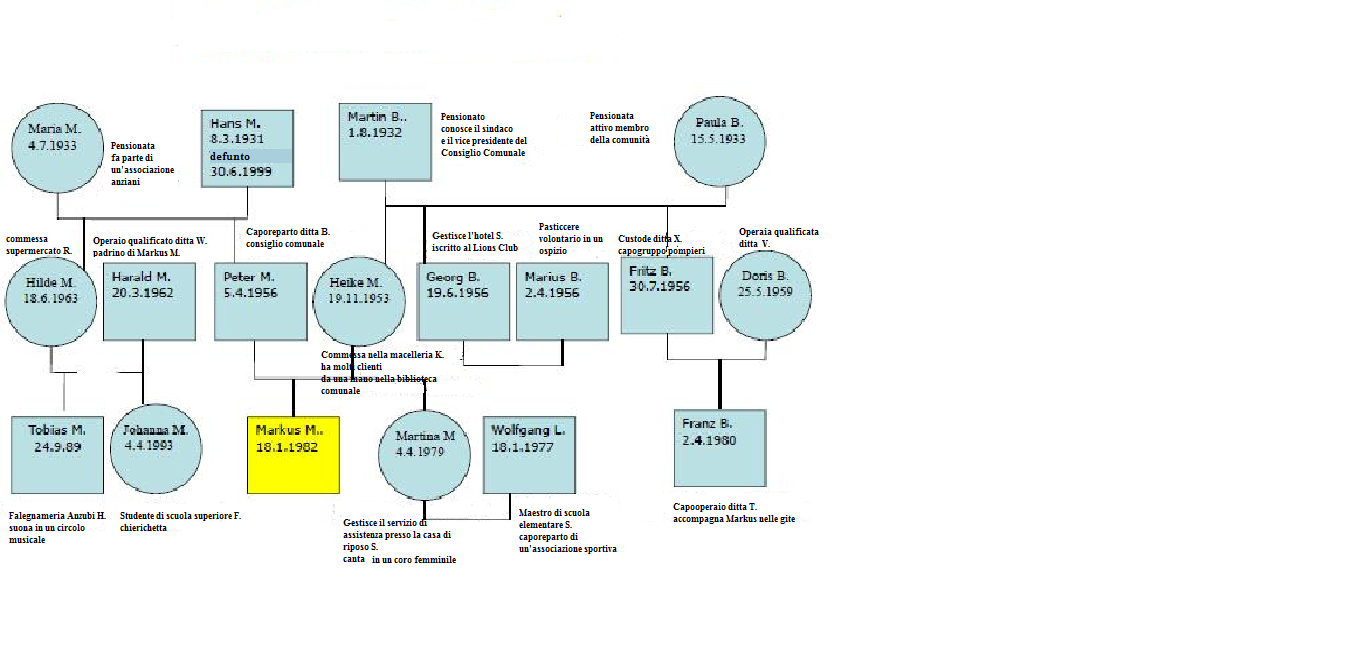 Maria M.
4.7.1933
Pensionata
fa parte di
un'associazione
anziani
Hans M.
8.3.1931
defunto
30.6.1999
Martin B..
1.8.1932
Pensionato
conosce il sindaco
e il vice presidente del
Consiglio Comunale
Pensionata
attivo membro
della comunità
Paula B.
15.5.1933
commessa
supermercato R.
Operaio qualificato ditta W.
padrino di Markus M.
Caporeparto ditta B.
consiglio comunale
Gestisce l'hotel S.
iscritto al Lions Club
Pasticcere
volontario in un
ospizio
Custode ditta X.
capogruppo pompieri
Operaia qualificata
ditta V.
Hilde M.
18.6.1963
Harald M.
20.3.1962
Peter M.
5.4.1956
Heike M.
19.11.1953
Georg B.
19.6.1956
Marius B.
2.4.1956
Fritz B.
30.7.1956
Doris B.
25.5.1959
Commessa nella macelleria K.
ha molti clienti
da una mano nella biblioteca
comunale
Tobias M.
24.9.89
Johanna M.
4.4.1993
Markus M..
18.1.1982
Martina M
4.4.1979
Wolfgang L.
18.1.1977
Franz B.
2.4.1980
Falegnameria Anzubi H.
suona in un circolo
musicale
Studente di scuola superiore F.
chierichetta
Gestisce il servizio di
assistenza presso la casa di
riposo S.
canta in un coro femminile
Maestro di scuola
elementare S.
caporeparto di
un'associazione sportiva
Capooperaio ditta T.
accompagna Markus nelle gite